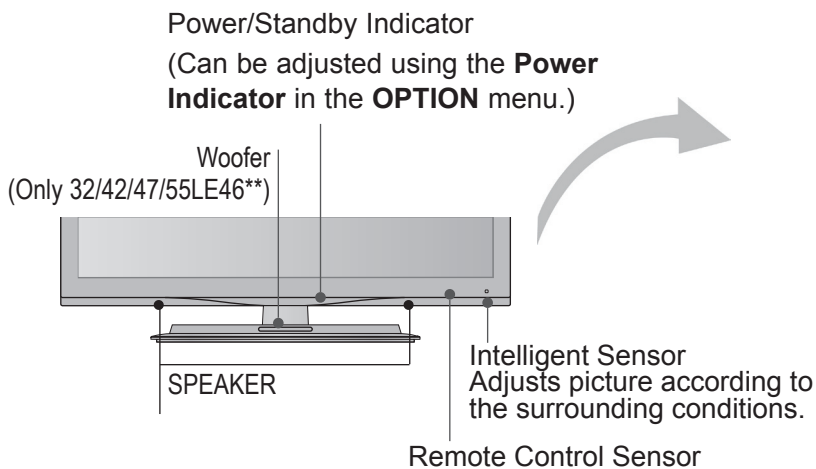 Power/Standby Indicator
(Can be adjusted using the Power
Indicator in the OPTION menu.)
Woofer
(Only 32/42/47/55LE46**)
SPEAKER
Intelligent Sensor
Adjusts picture according to
the surrounding conditions.
Remote Control Sensor